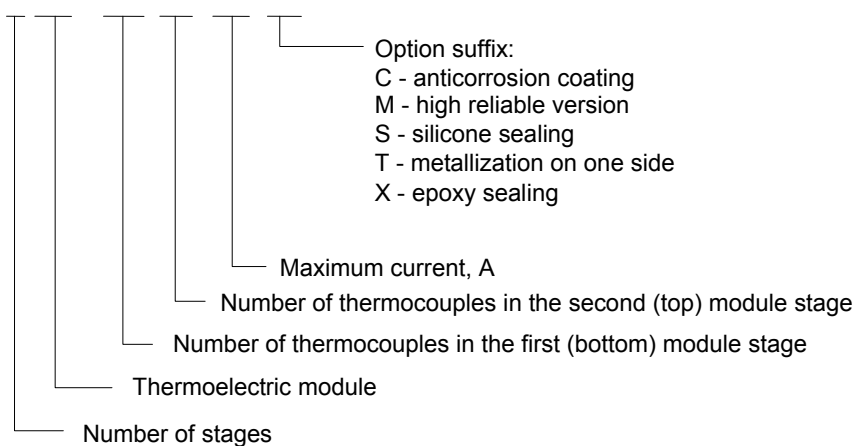 Option suffix:
C - anticorrosion coating
M - high reliable version
S - silicone sealing
T - metallization on one side
X - epoxy sealing
Maximum current, A
Number of thermocouples in the second (top) module stage
Number of thermocouples in the first (bottom) module stage
Thermoelectric module
Number of stages